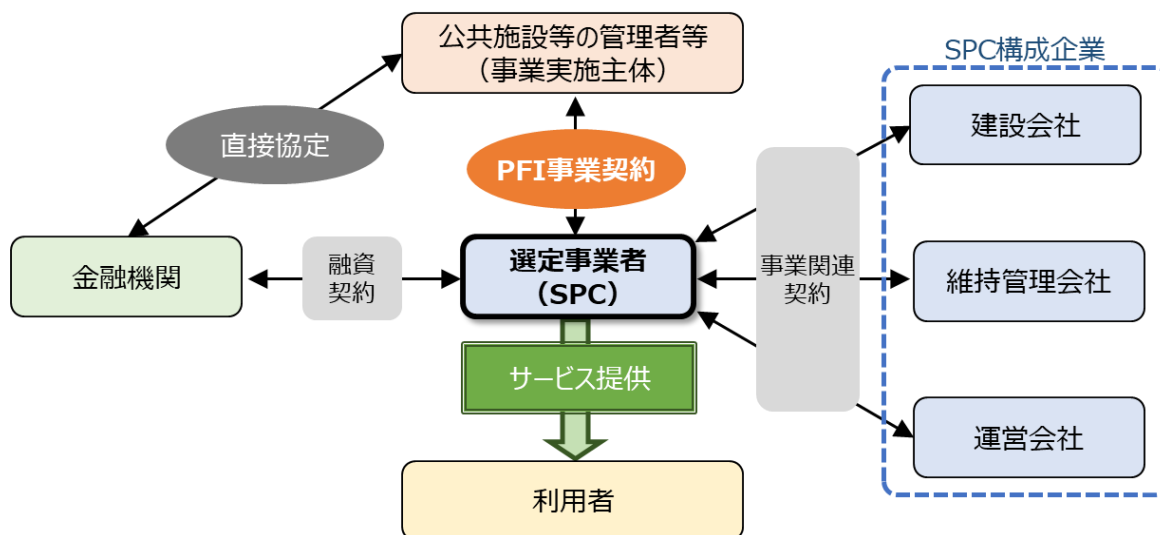 公共施設等の管理者等
（事業実施主体）
SPC構成企業
建設会社
直接協定
PFI事業契約
金融機関
融資
契約
選定事業者
（SPC）
事業関連
契約
維持管理会社
サービス提供
運営会社
利用者